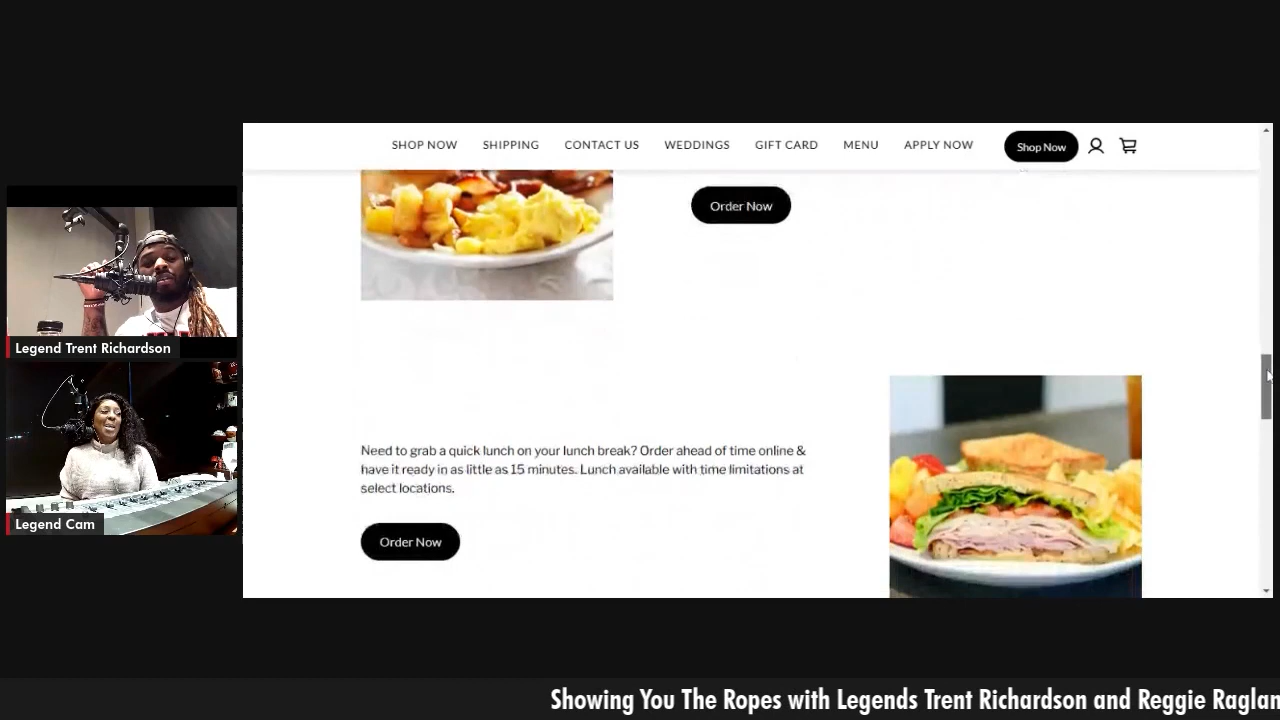 SHOP NOW SHIPPING CONTACT US WEDDINGS GIFT CARD MENU APPLY NOW Shop Now
Order Now
Legend Trent Richardson
Need to grab a quick lunch on your lunch break? Order ahead of time online &
have it ready in as little as 15 minutes. Lunch available with time limitations at
select locations.
Legend Cam
Order Now
Showing You The Ropes with Legends Trent Richardson and Reggie Raglan